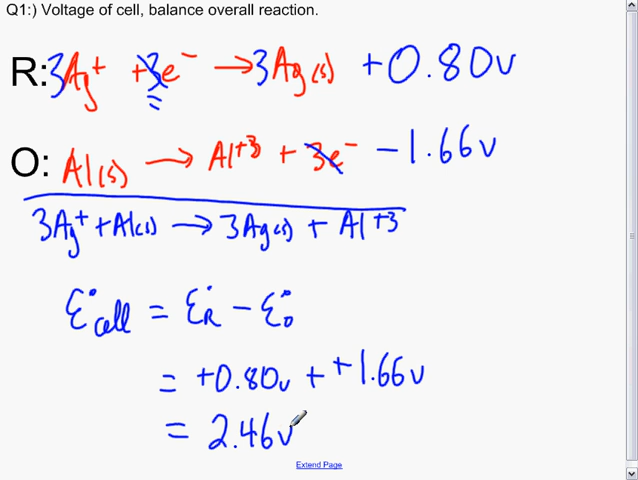 Q1:) Voltage of cell, balance overall reaction.
R: 3Ag⁺ + 3e⁻ → 3Ag(s) +0.80v
O: Al(s) → Al⁺³ + 3e⁻ -1.66v
3Ag⁺ + Al(s) → 3Ag(s) + Al⁺³
ℰ°cell = ℰ°R - ℰ°O
= +0.80v + +1.66v
= 2.46v
Extend Page